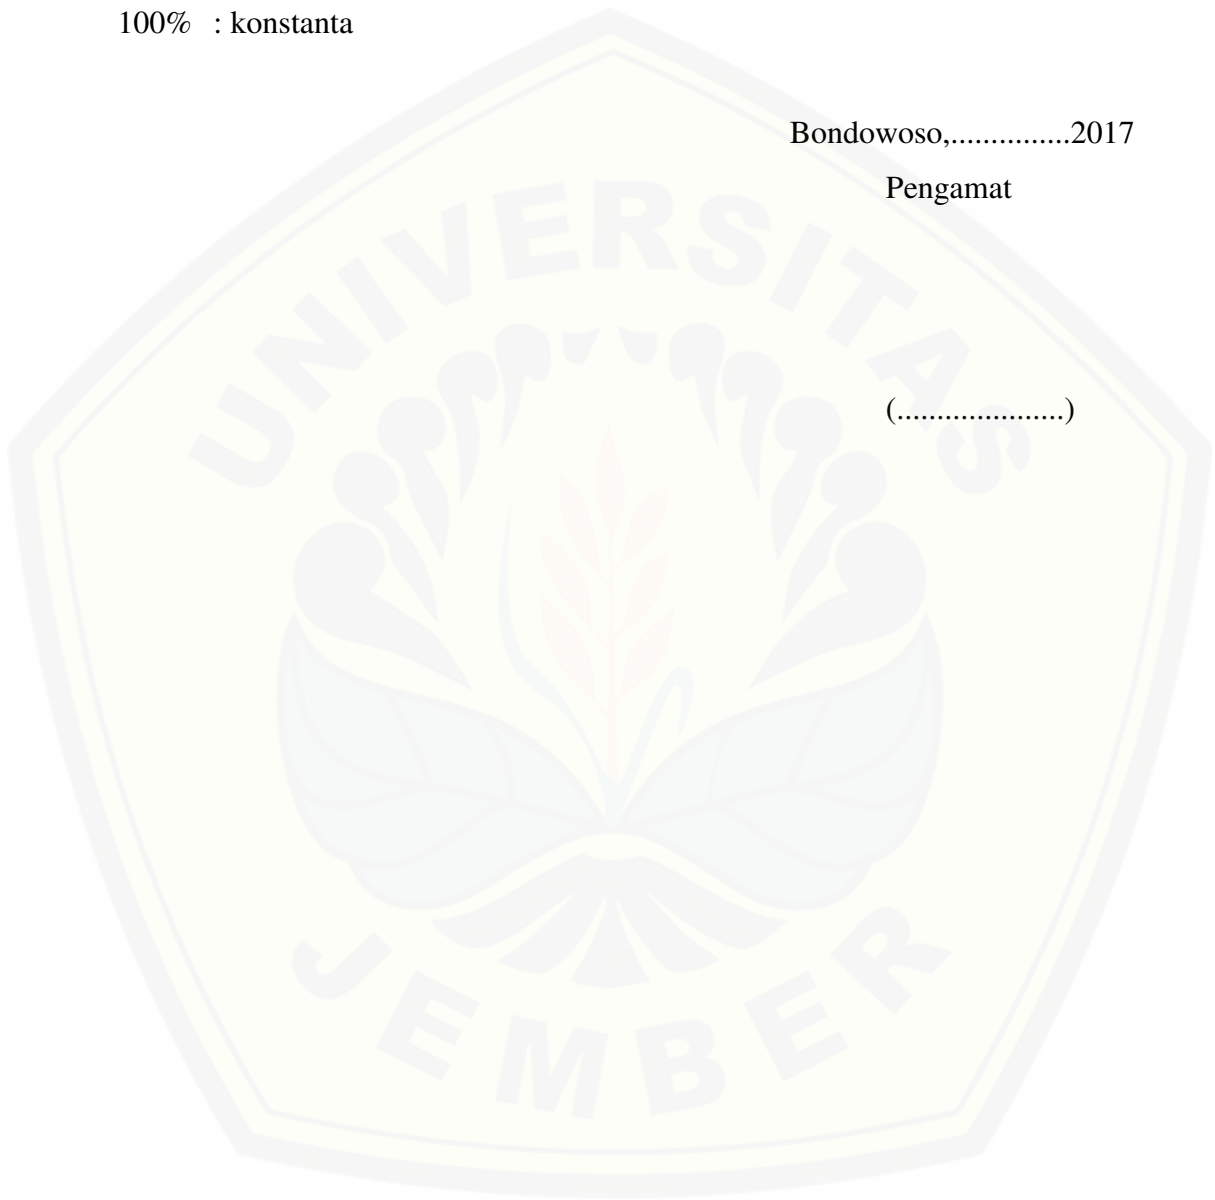 100% : konstanta
Bondowoso,...............2017
Pengamat
(.....................)
UNIVERSITAS
JEMBER